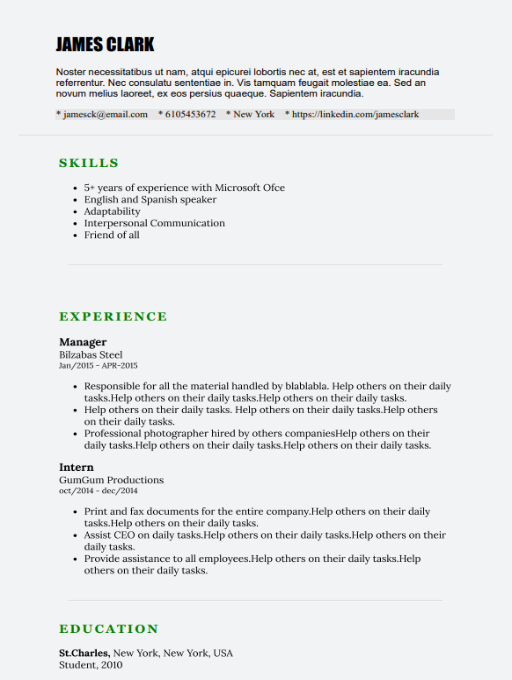 JAMES CLARK
Noster necessitatibus ut nam, atqui epicurei lobortis nec at, est et sapientem iracundia
referrentur. Nec consulatu sententiae in. Vis tamquam feugait molestiae ea. Sed an
novum melius laoreet, ex eos persius quaeque. Sapientem iracundia.
* jamesck@email.com * 6105453672 * New York * https://linkedin.com/jamesclark
SKILLS
• 5+ years of experience with Microsoft Ofce
• English and Spanish speaker
• Adaptability
• Interpersonal Communication
• Friend of all
EXPERIENCE
Manager
Bilzabas Steel
Jan/2015 - APR-2015
• Responsible for all the material handled by blablabla. Help others on their daily
tasks.Help others on their daily tasks.Help others on their daily tasks.
• Help others on their daily tasks. Help others on their daily tasks.Help others
on their daily tasks.
• Professional photographer hired by others companiesHelp others on their
daily tasks.Help others on their daily tasks.Help others on their daily tasks.
Intern
GumGum Productions
oct/2014 - dec/2014
• Print and fax documents for the entire company.Help others on their daily
tasks.Help others on their daily tasks.
• Assist CEO on daily tasks.Help others on their daily tasks.Help others on their
daily tasks.
• Provide assistance to all employees.Help others on their daily tasks.Help
others on their daily tasks.
EDUCATION
St.Charles, New York, New York, USA
Student, 2010